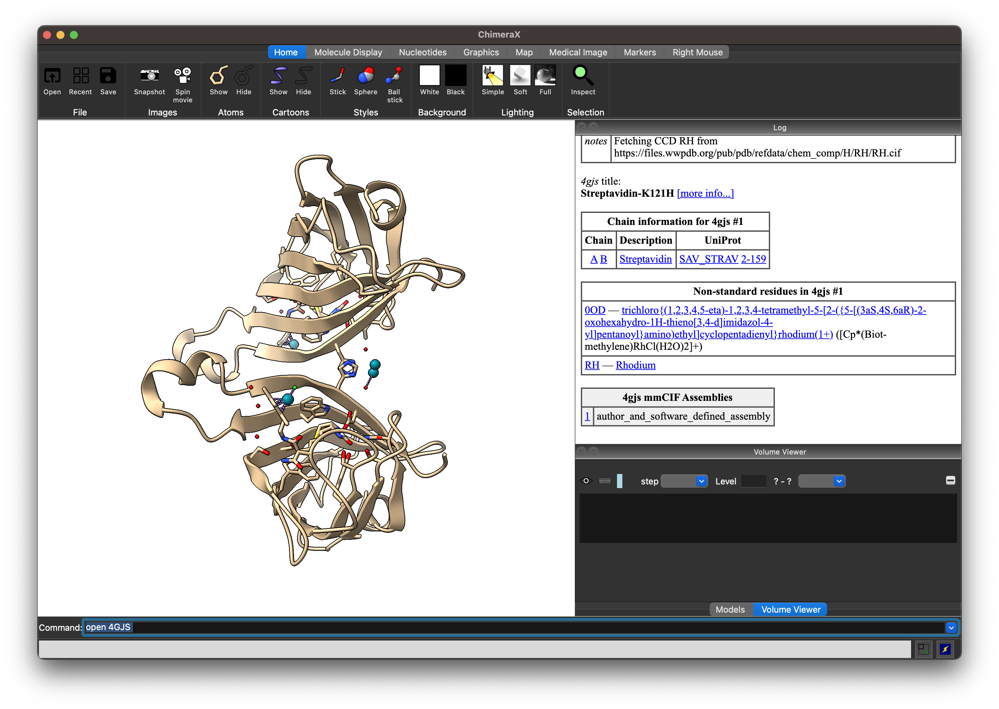 ChimeraX
Home Molecule Display Nucleotides Graphics Map Medical Image Markers Right Mouse
Open Recent Save Snapshot Spin movie Show Hide Show Hide Stick Sphere Ball stick White Black Simple Soft Full Inspect
File Images Atoms Cartoons Styles Background Lighting Selection
Log
notes Fetching CCD RH from
https://files.wwpdb.org/pub/pdb/refdata/chem_comp/H/RH/RH.cif
4gjs title:
Streptavidin-K121H [more info...]
Chain information for 4gjs #1
Chain Description UniProt
A B Streptavidin SAV_STRAV 2-159
Non-standard residues in 4gjs #1
0OD — trichloro{(1,2,3,4,5-eta)-1,2,3,4-tetramethyl-5-[2-({5-[(3aS,4S,6aR)-2-
oxohexahydro-1H-thieno[3,4-d]imidazol-4-
yl]pentanoyl}amino)ethyl]cyclopentadienyl}rhodium(1+) ([Cp*(Biot-
methylene)RhCl(H2O)2]+)
RH — Rhodium
4gjs mmCIF Assemblies
1 author_and_software_defined_assembly
Volume Viewer
step Level ? - ?
Models Volume Viewer
Command: open 4GJS